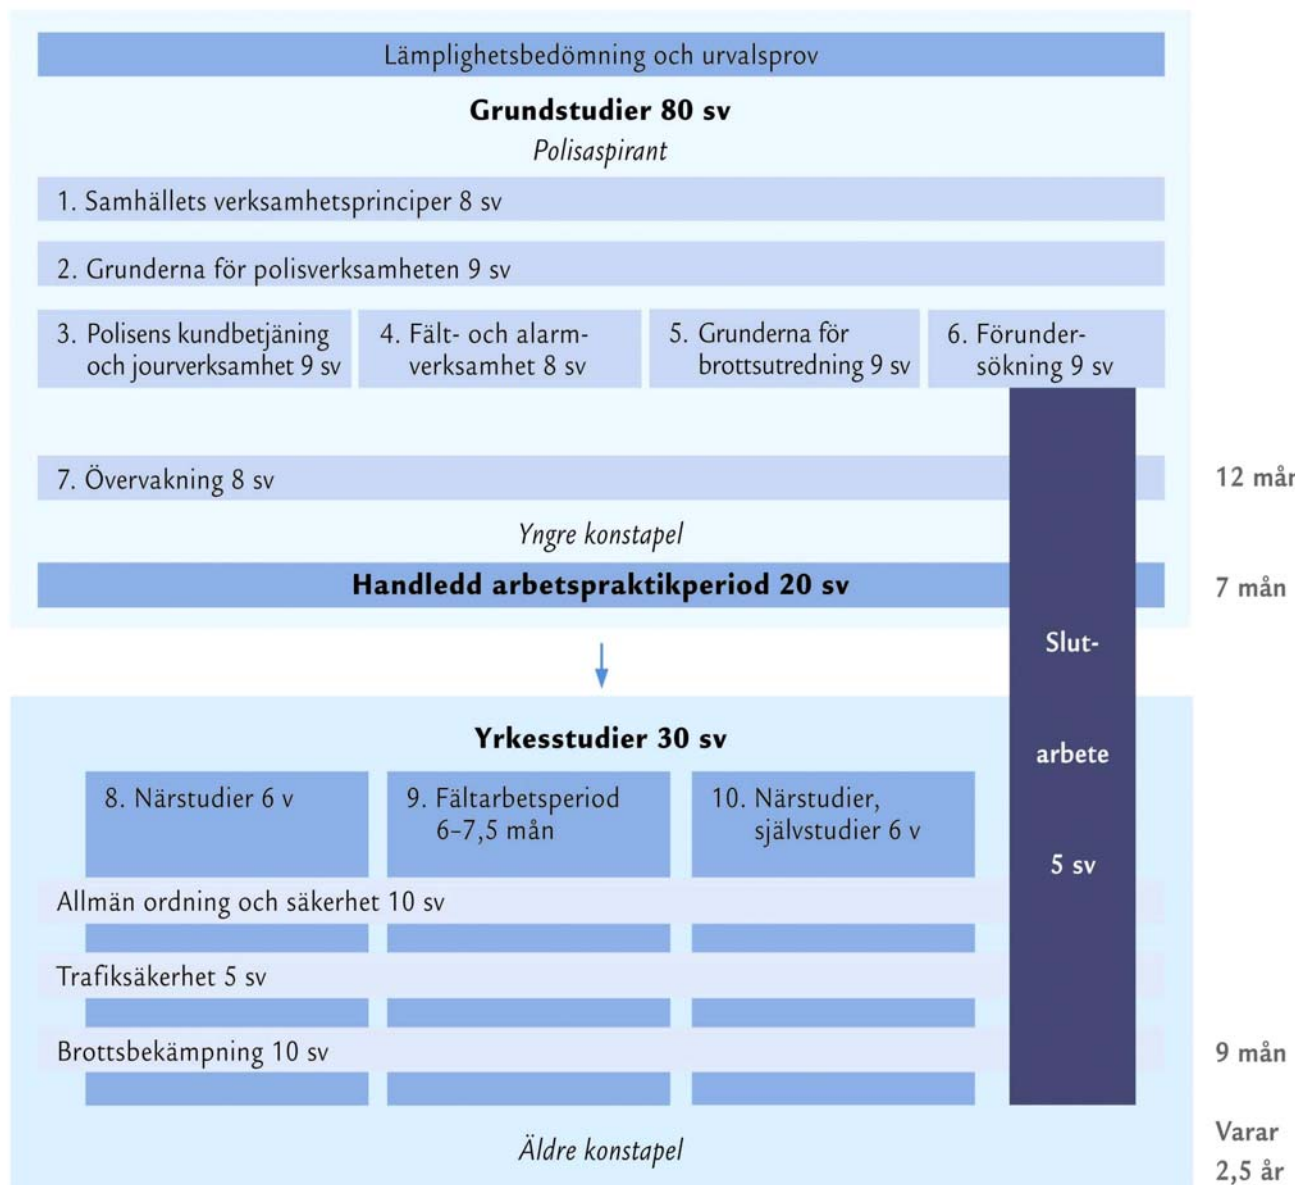 Lämplighetsbedömning och urvalsprov
Grundstudier 80 sv
Polisaspirant
1. Samhällets verksamhetsprinciper 8 sv
2. Grunderna för polisverksamheten 9 sv
3. Polisens kundbetjäning
och jourverksamhet 9 sv
4. Fält- och alarm-
verksamhet 8 sv
5. Grunderna för
brottsutredning 9 sv
6. Förunder-
sökning 9 sv
7. Övervakning 8 sv
12 mån
Yngre konstapel
Handledd arbetspraktikperiod 20 sv
7 mån
Slut-
arbete
5 sv
Yrkesstudier 30 sv
8. Närstudier 6 v
9. Fältarbetsperiod
6–7,5 mån
10. Närstudier,
självstudier 6 v
Allmän ordning och säkerhet 10 sv
Trafiksäkerhet 5 sv
Brottsbekämpning 10 sv
9 mån
Äldre konstapel
Varar
2,5 år